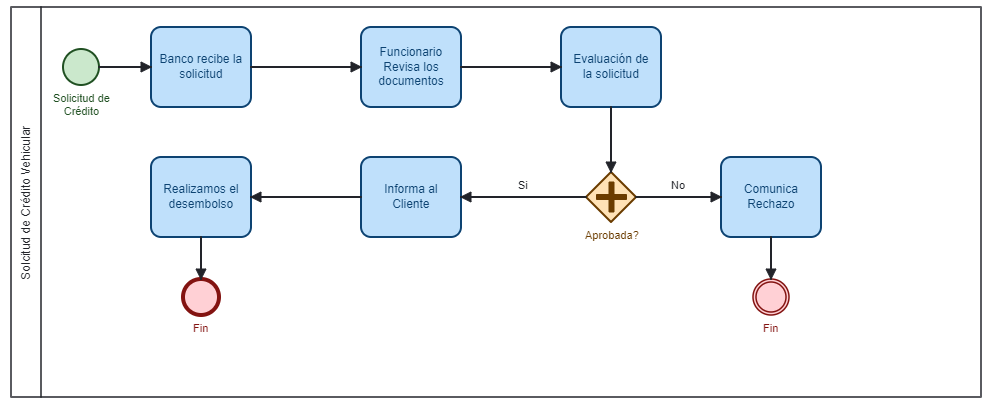 Solcitud de Crédito Vehicular
Solicitud de
Crédito
Banco recibe la
solicitud
Funcionario
Revisa los
documentos
Evaluación de
la solicitud
Realizamos el
desembolso
Informa al
Cliente
Si
Aprobada?
No
Comunica
Rechazo
Fin
Fin